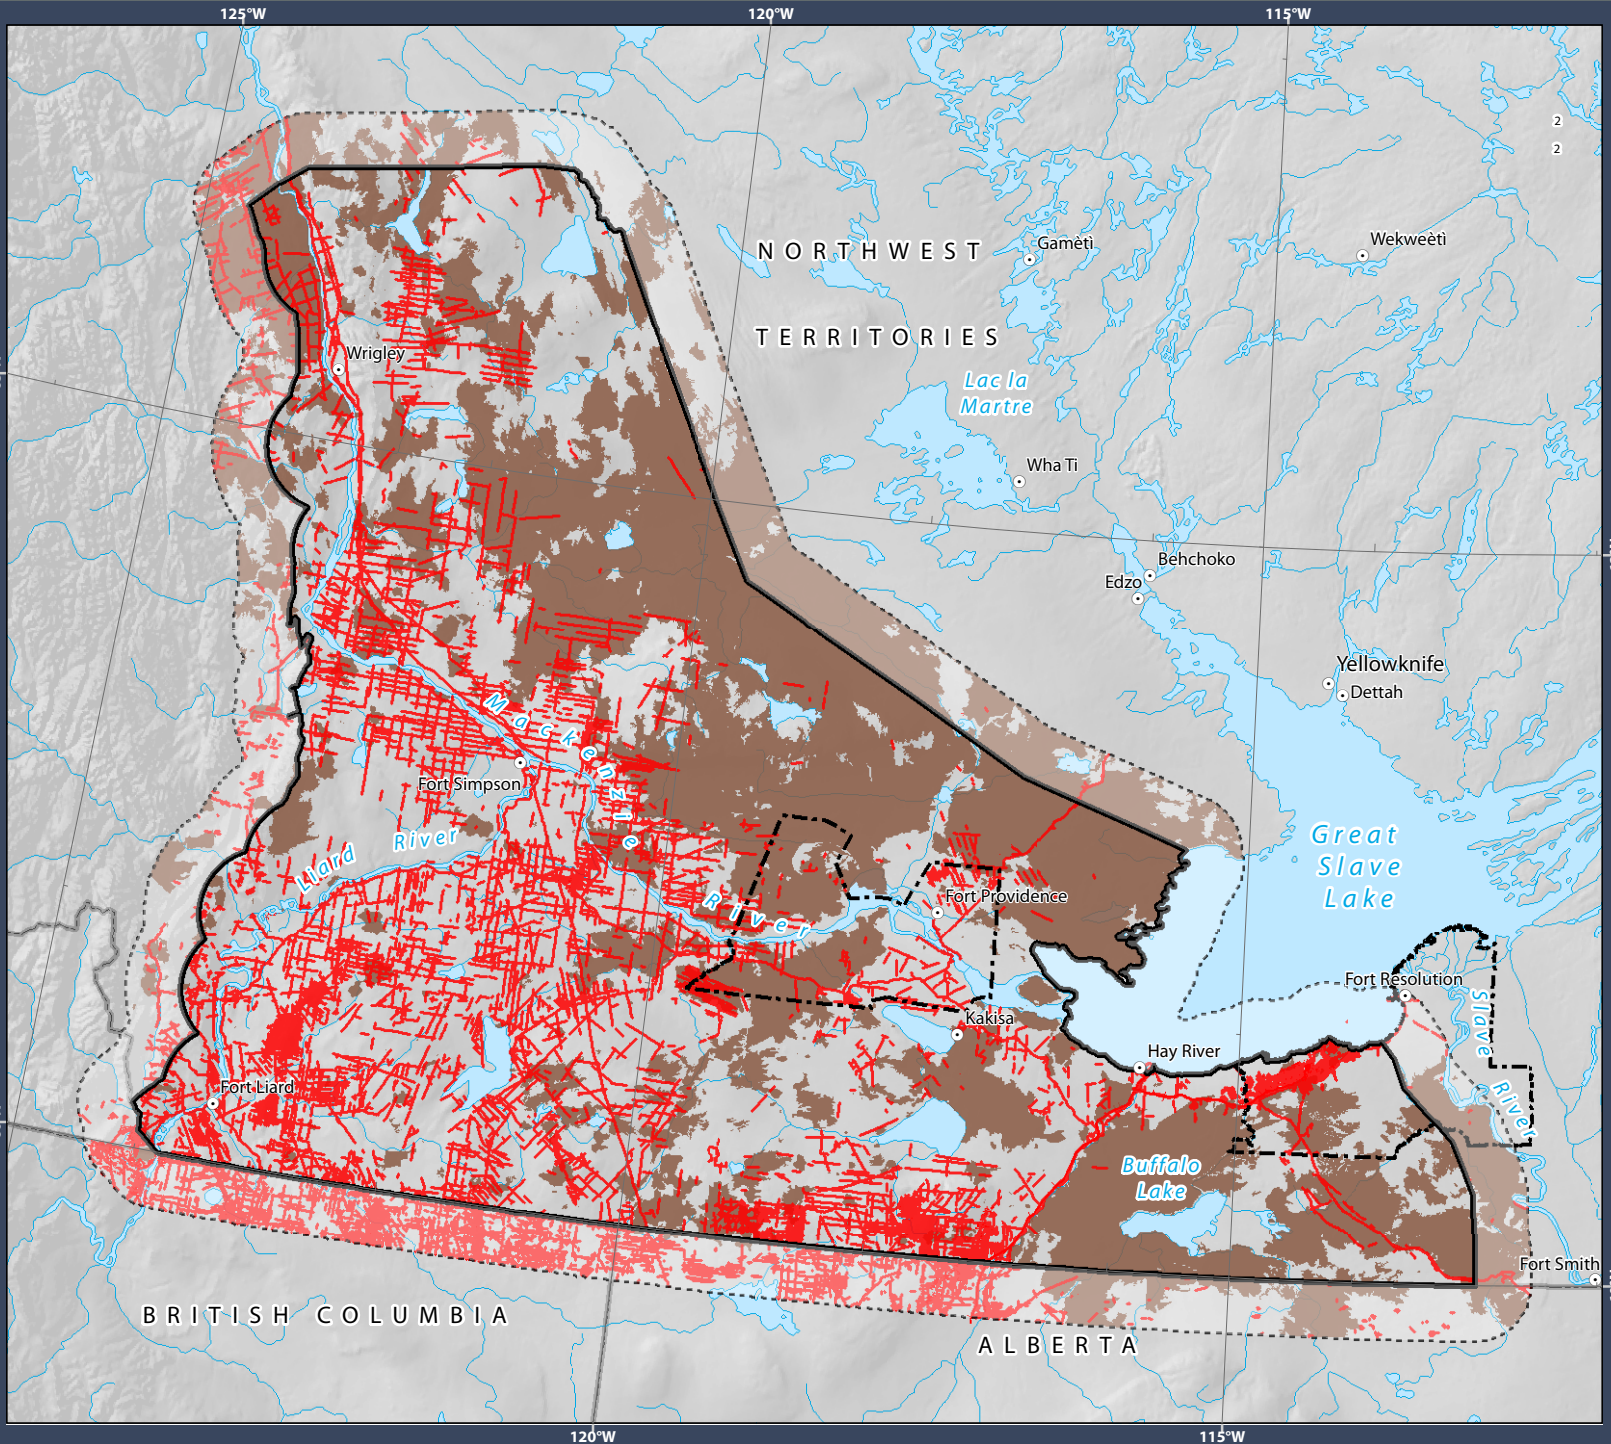 125°W
120°W
115°W
2
2
NORTHWEST
TERRITORIES
Gamètì
Wekweètì
Wrigley
Lac la
Martre
Wha Ti
Behchoko
Edzo
Yellowknife
Dettah
Mackenzie
River
Fort Simpson
Liard River
Great
Slave
Lake
Fort Providence
Fort Resolution
Slave
River
Kakisa
Hay River
Fort Liard
Buffalo
Lake
Fort Smith
BRITISH COLUMBIA
ALBERTA
120°W
115°W